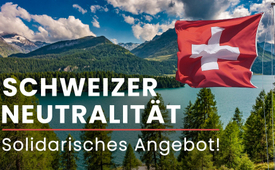 SCHWEIZER
NEUTRALITÄT
Solidarisches Angebot!